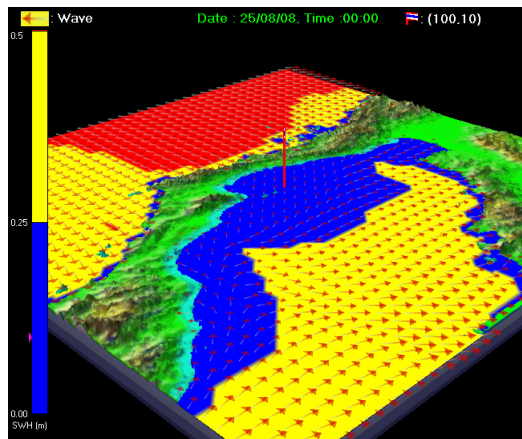 : Wave
Date : 25/08/08, Time :00:00
: (100,10)
0.5
0.25
0.00
SWH (m)